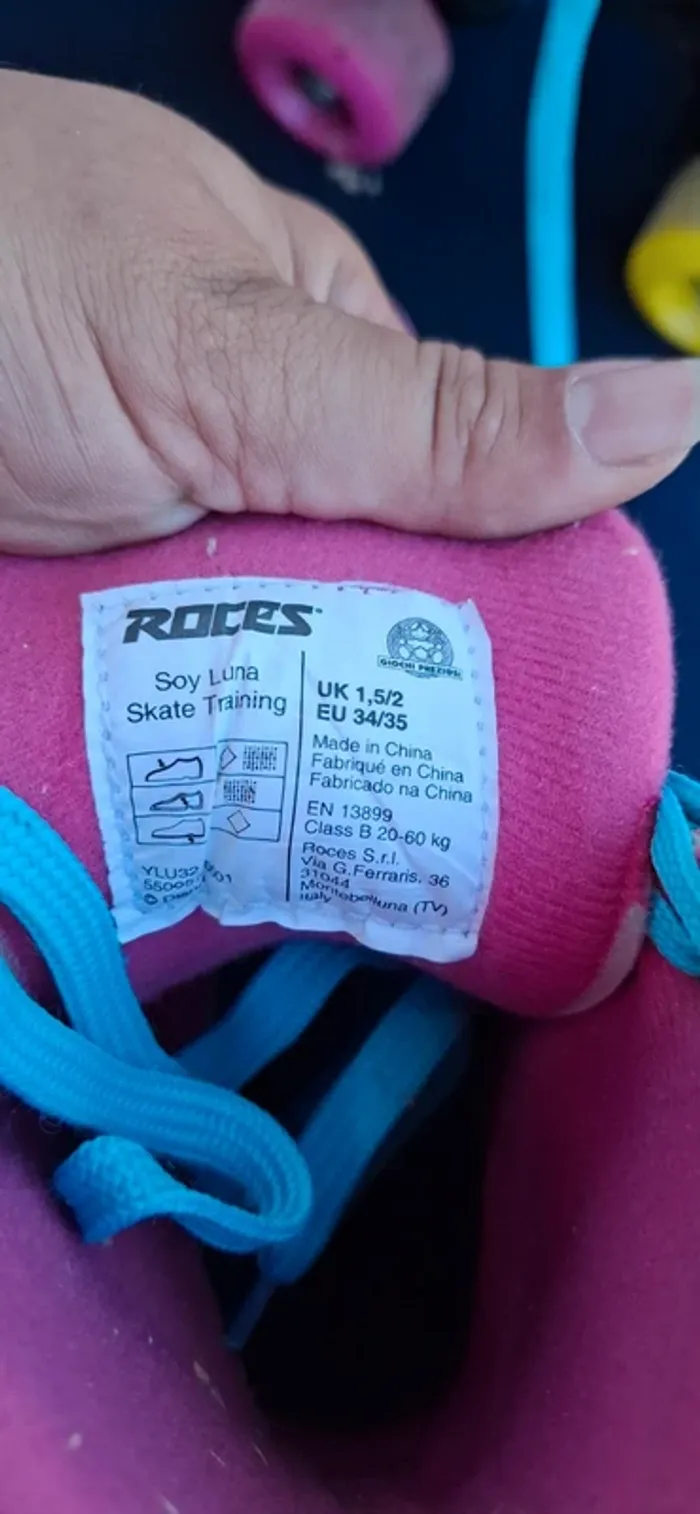 ROCES
GIOCHI PREZIOSI
Soy Luna
Skate Training
UK 1,5/2
EU 34/35
Made in China
Fabriqué en China
Fabricado na China
EN 13899
Class B 20-60 kg
Roces S.r.l.
Via G.Ferraris, 36
31044
Montebelluna (TV)
Italy